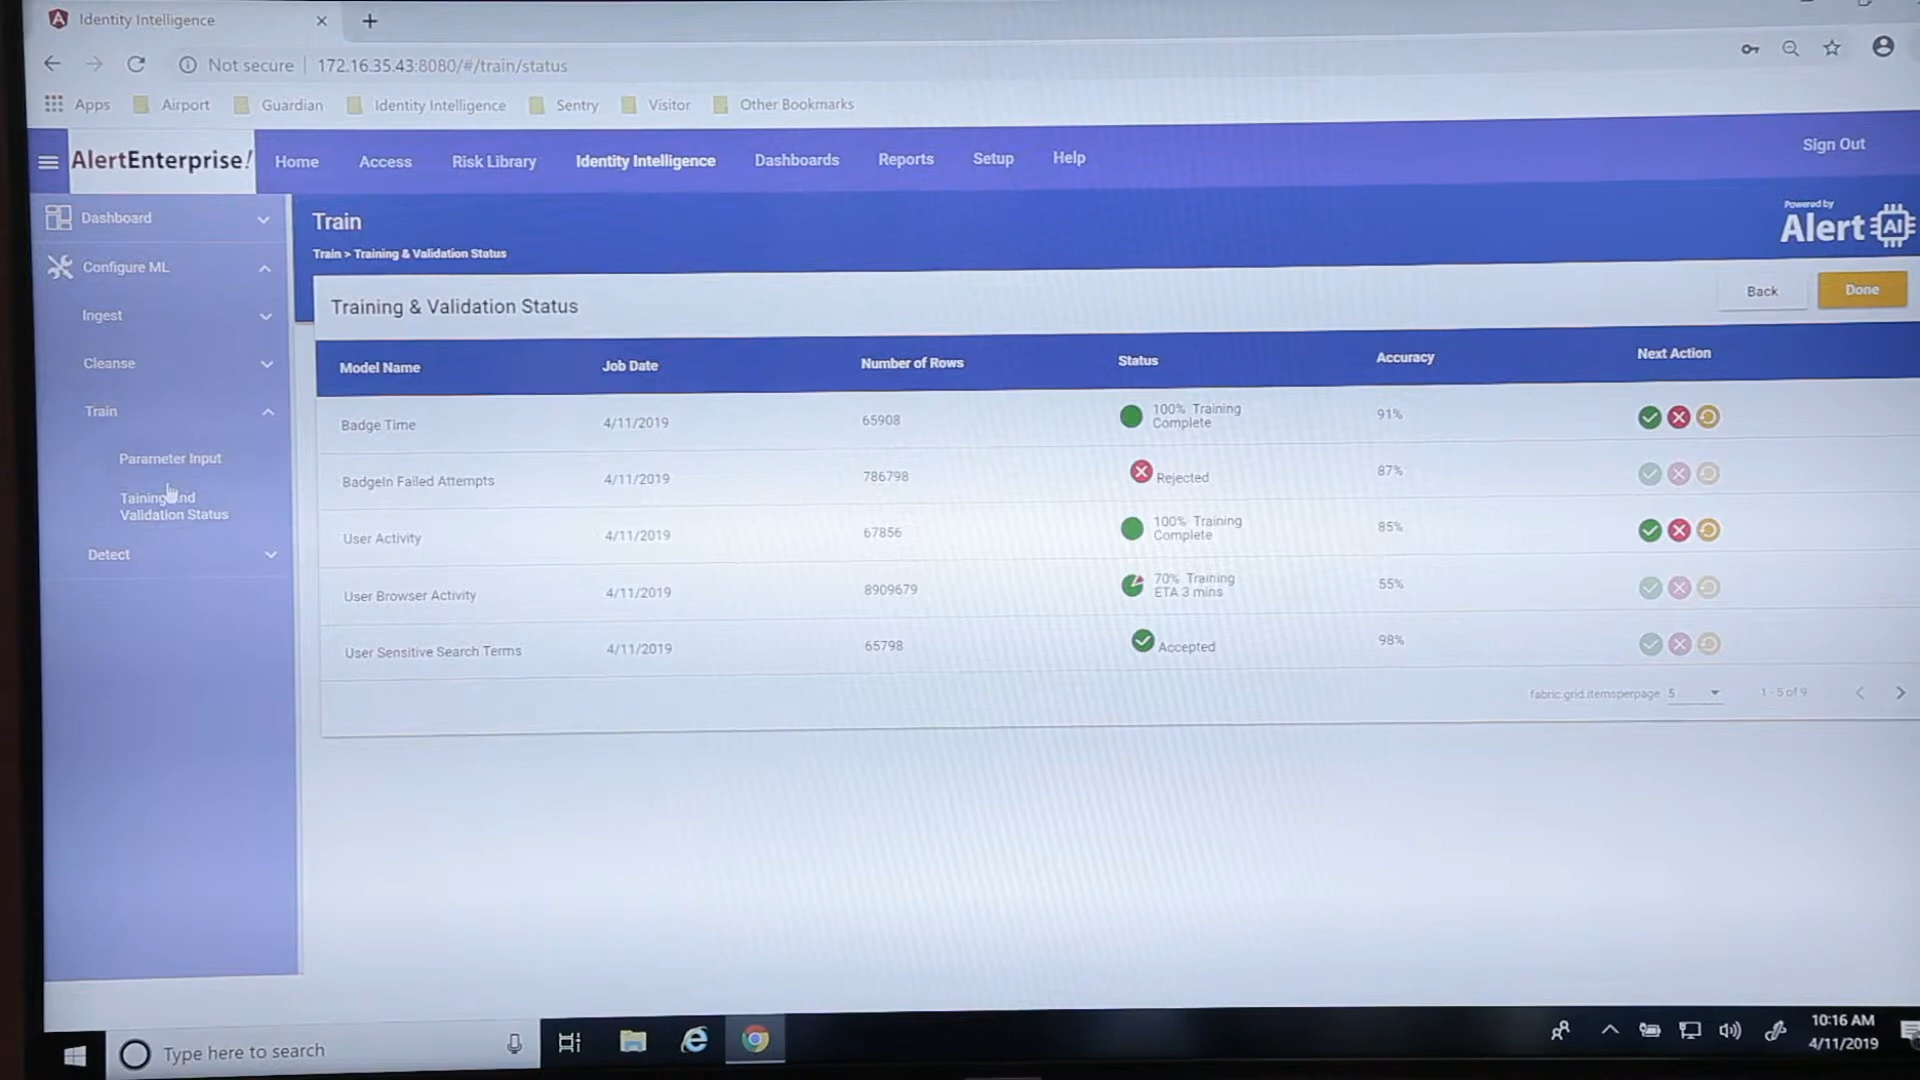 Identity Intelligence
Not secure 172.16.35.43:8080/#/train/status
Apps Airport Guardian Identity Intelligence Sentry Visitor Other Bookmarks
AlertEnterprise! Home Access Risk Library Identity Intelligence Dashboards Reports Setup Help Sign Out
Dashboard
Configure ML
Ingest
Cleanse
Train
Parameter Input
Taining and
Validation Status
Detect
Train
Train > Training & Validation Status
Powered by
Alert AI
Training & Validation Status Back Done
Model Name Job Date Number of Rows Status Accuracy Next Action
Badge Time 4/11/2019 65908 100% Training 91%
Complete
BadgeIn Failed Attempts 4/11/2019 786798 Rejected 87%
User Activity 4/11/2019 67856 100% Training 85%
Complete
User Browser Activity 4/11/2019 8909679 70% Training 55%
ETA 3 mins
User Sensitive Search Terms 4/11/2019 65798 Accepted 98%
fabric.grid.itemsperpage 5 1 - 5 of 9
Type here to search
10:16 AM
4/11/2019